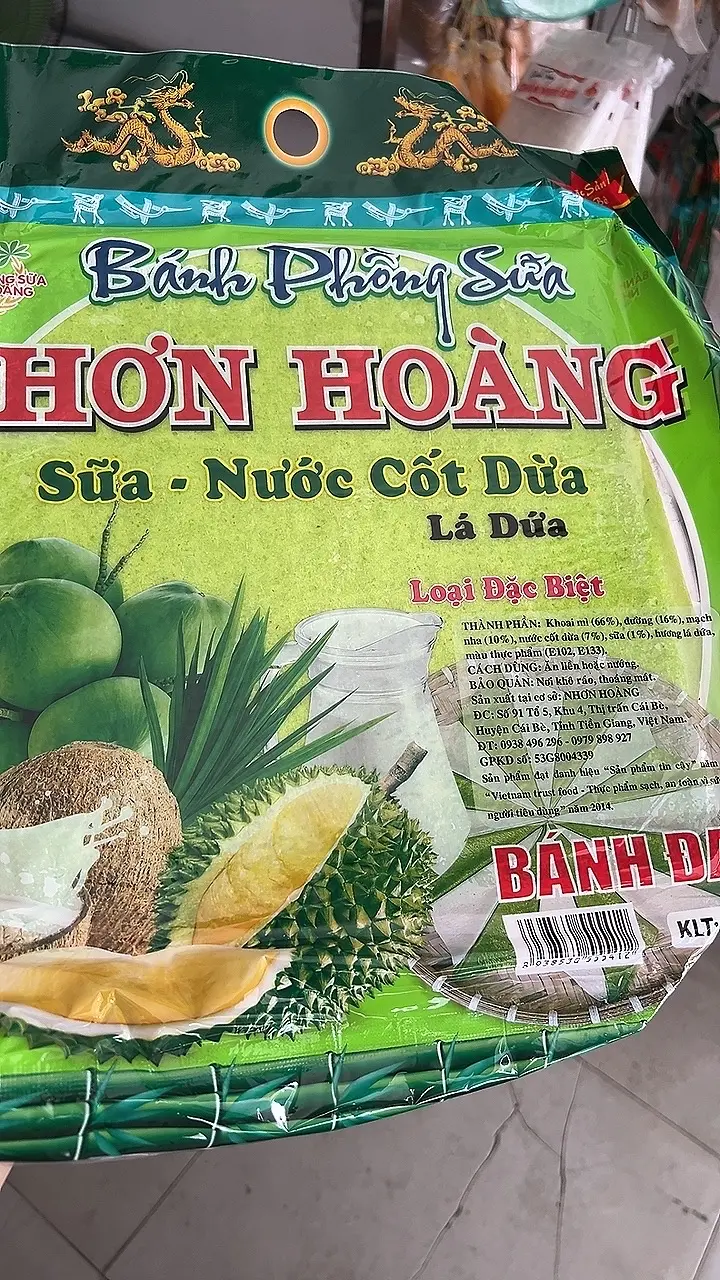 Bánh Phồng Sữa
HƠN HOÀNG
Sữa - Nước Cốt Dừa
Lá Dứa
Loại Đặc Biệt
THÀNH PHẦN: Khoai mì (66%), đường (16%), mạch
nha (10%), nước cốt dừa (7%), sữa (1%), hương lá dứa,
màu thực phẩm (E102, E133).
CÁCH DÙNG: Ăn liền hoặc nướng.
BẢO QUẢN: Nơi khô ráo, thoáng mát.
Sản xuất tại cơ sở: NHƠN HOÀNG
ĐC: Số 91 Tổ 5, Khu 4, Thị trấn Cái Bè,
Huyện Cái Bè, Tỉnh Tiền Giang, Việt Nam.
ĐT: 0938 496 296 - 0979 898 927
GPKD số: 53G8004339
Sản phẩm đạt danh hiệu "Sản phẩm tin cậy" năm
"Vietnam trust food - Thực phẩm sạch, an toàn vì sứ
người tiêu dùng" năm 2014.
BÁNH ĐA
KLT